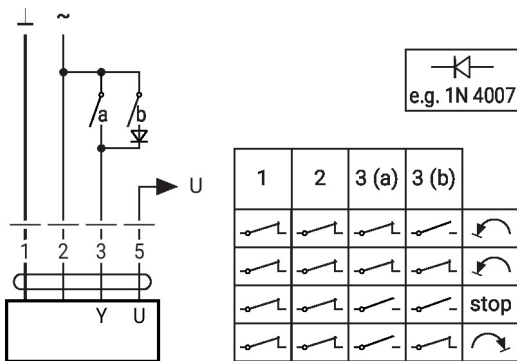 ⊥ ~
a b
e.g. 1N 4007
U
1 2 3 5
Y U
1 2 3 (a) 3 (b)
stop